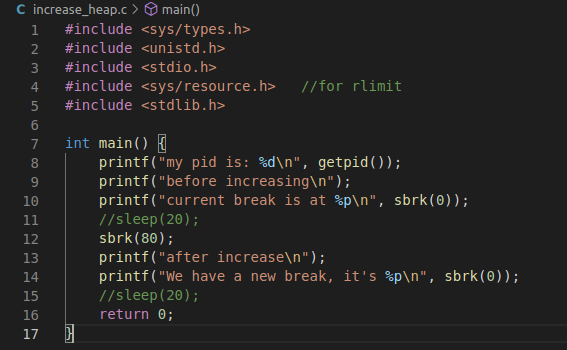 C increase_heap.c > main()
1 #include <sys/types.h>
2 #include <unistd.h>
3 #include <stdio.h>
4 #include <sys/resource.h>   //for rlimit
5 #include <stdlib.h>
6
7 int main() {
8     printf("my pid is: %d\n", getpid());
9     printf("before increasing\n");
10     printf("current break is at %p\n", sbrk(0));
11     //sleep(20);
12     sbrk(80);
13     printf("after increase\n");
14     printf("We have a new break, it's %p\n", sbrk(0));
15     //sleep(20);
16     return 0;
17 }